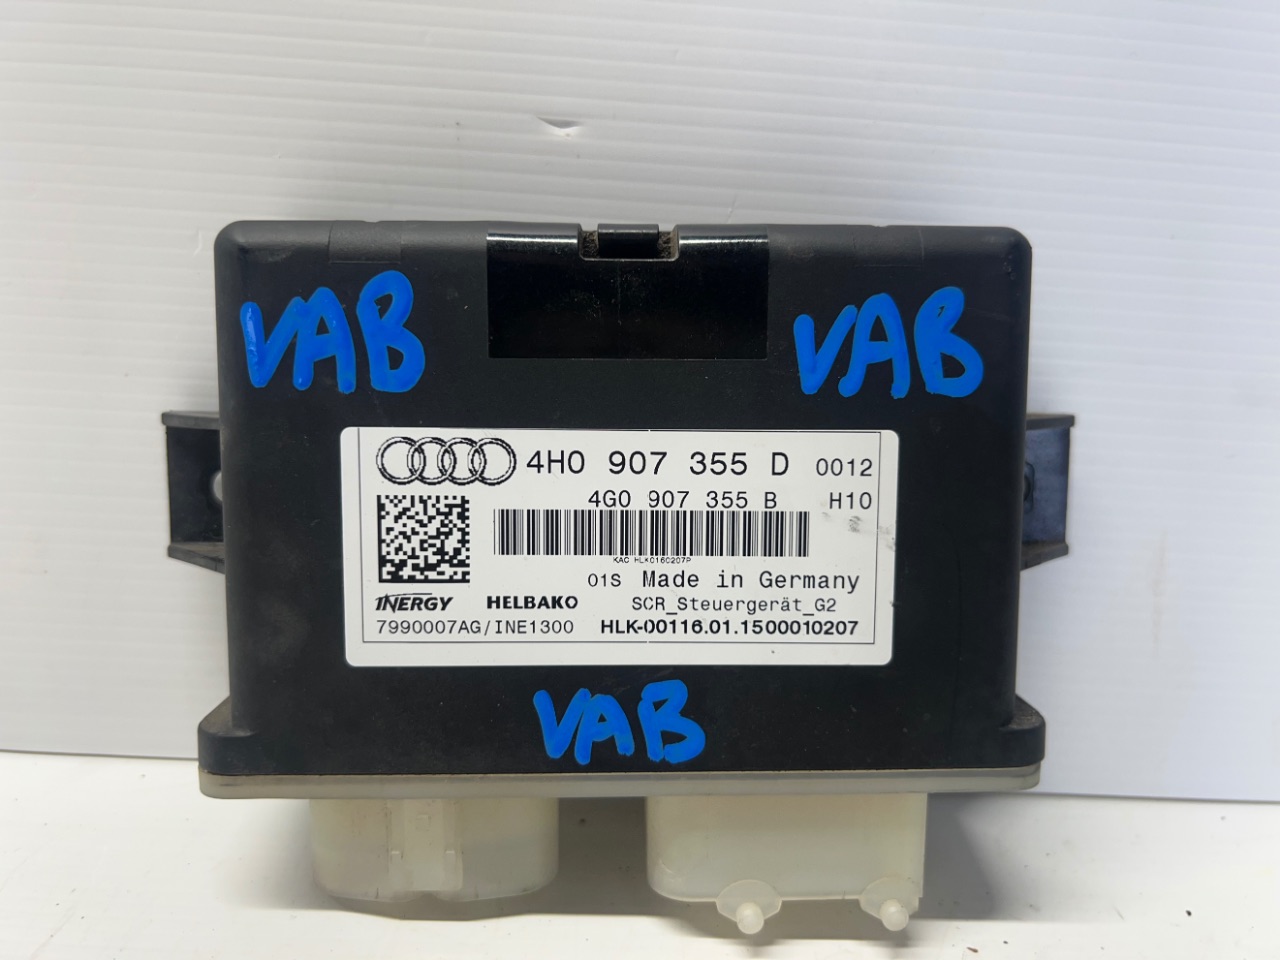 VAB
VAB
4H0 907 355 D 0012
4G0 907 355 B H10
KAC HLK0160207P
01S Made in Germany
INERGY HELBAKO SCR_Steuergerät_G2
7990007AG/INE1300 HLK-00116.01.1500010207
VAB